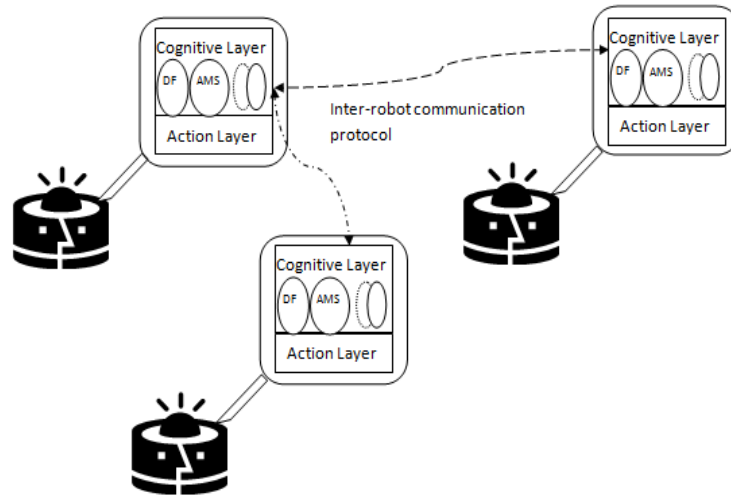 Cognitive Layer
DF AMS
Action Layer
Inter-robot communication
protocol
Cognitive Layer
DF AMS
Action Layer
Cognitive Layer
DF AMS
Action Layer